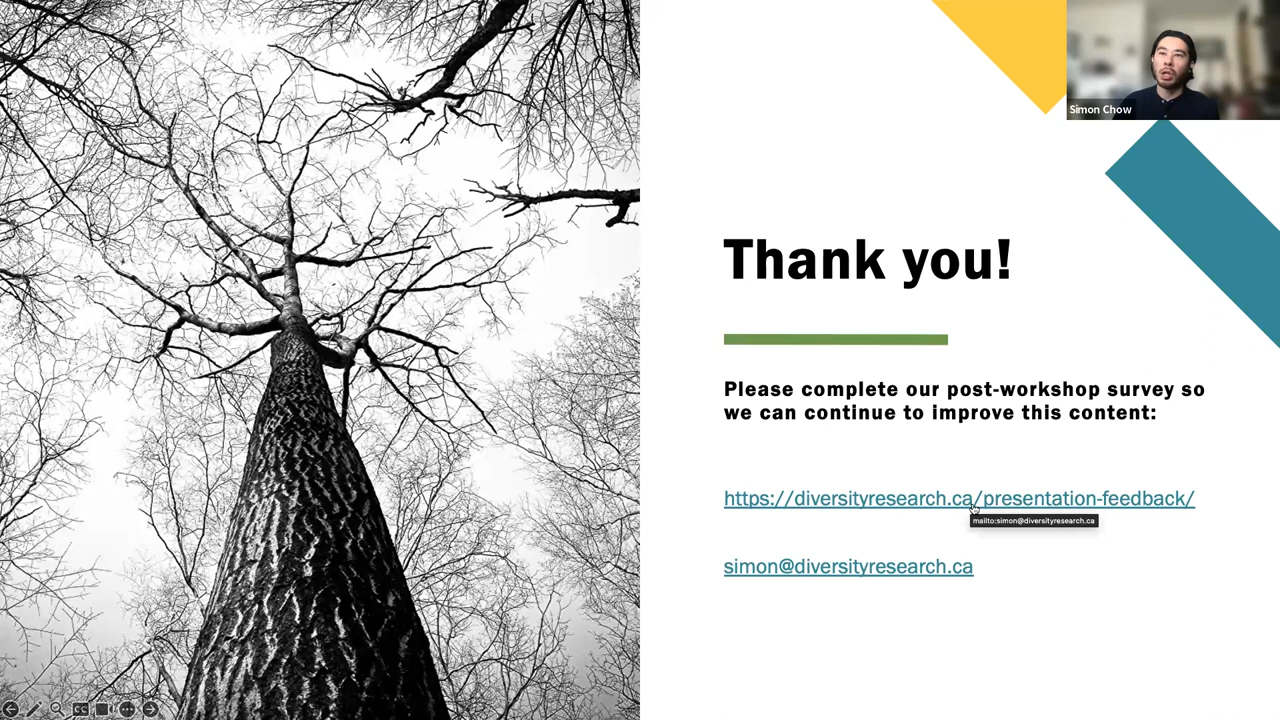 Simon Chow
Thank you!
Please complete our post-workshop survey so
we can continue to improve this content:
https://diversityresearch.ca/presentation-feedback/
mailto:simon@diversityresearch.ca
simon@diversityresearch.ca
CC